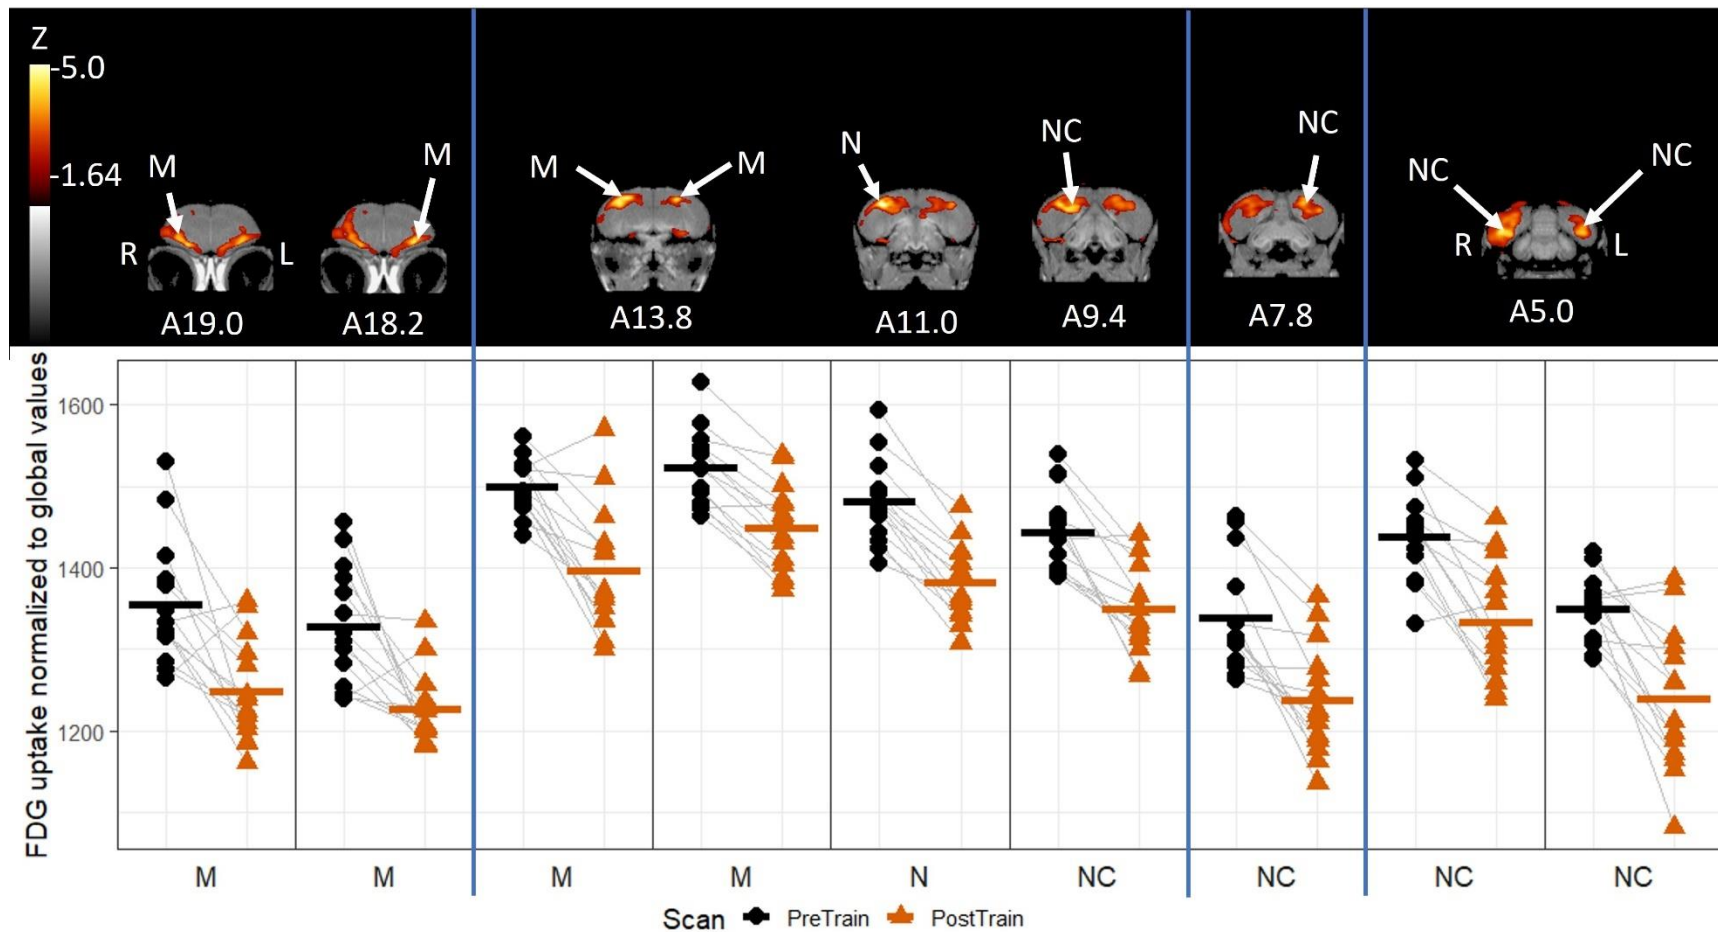 Z
-5.0
-1.64
M
M
M
M
N
NC
NC
NC
NC
R
L
R
L
A19.0
A18.2
A13.8
A11.0
A9.4
A7.8
A5.0
FDG uptake normalized to global values
1600
1400
1200
M
M
M
M
N
NC
NC
NC
NC
Scan PreTrain PostTrain